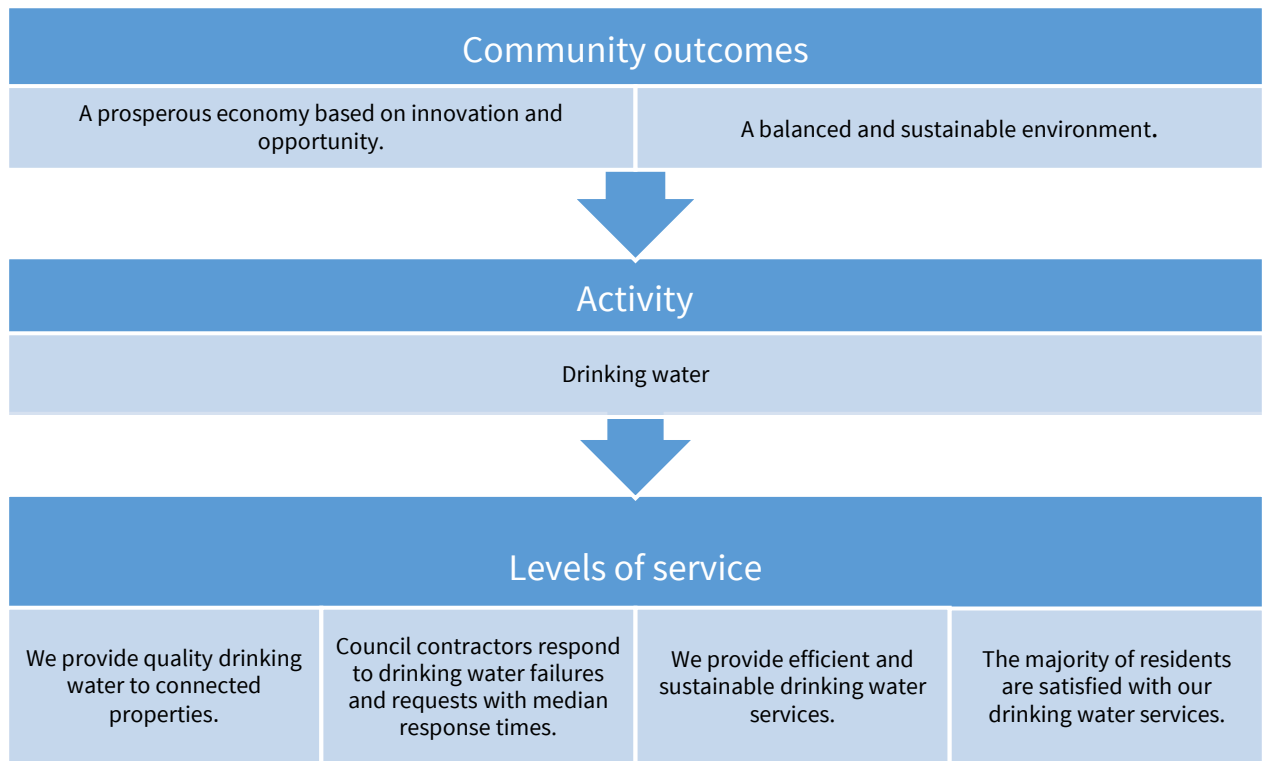 Community outcomes
A prosperous economy based on innovation and
opportunity.
A balanced and sustainable environment.
Activity
Drinking water
Levels of service
We provide quality drinking
water to connected
properties.
Council contractors respond
to drinking water failures
and requests with median
response times.
We provide efficient and
sustainable drinking water
services.
The majority of residents
are satisfied with our
drinking water services.